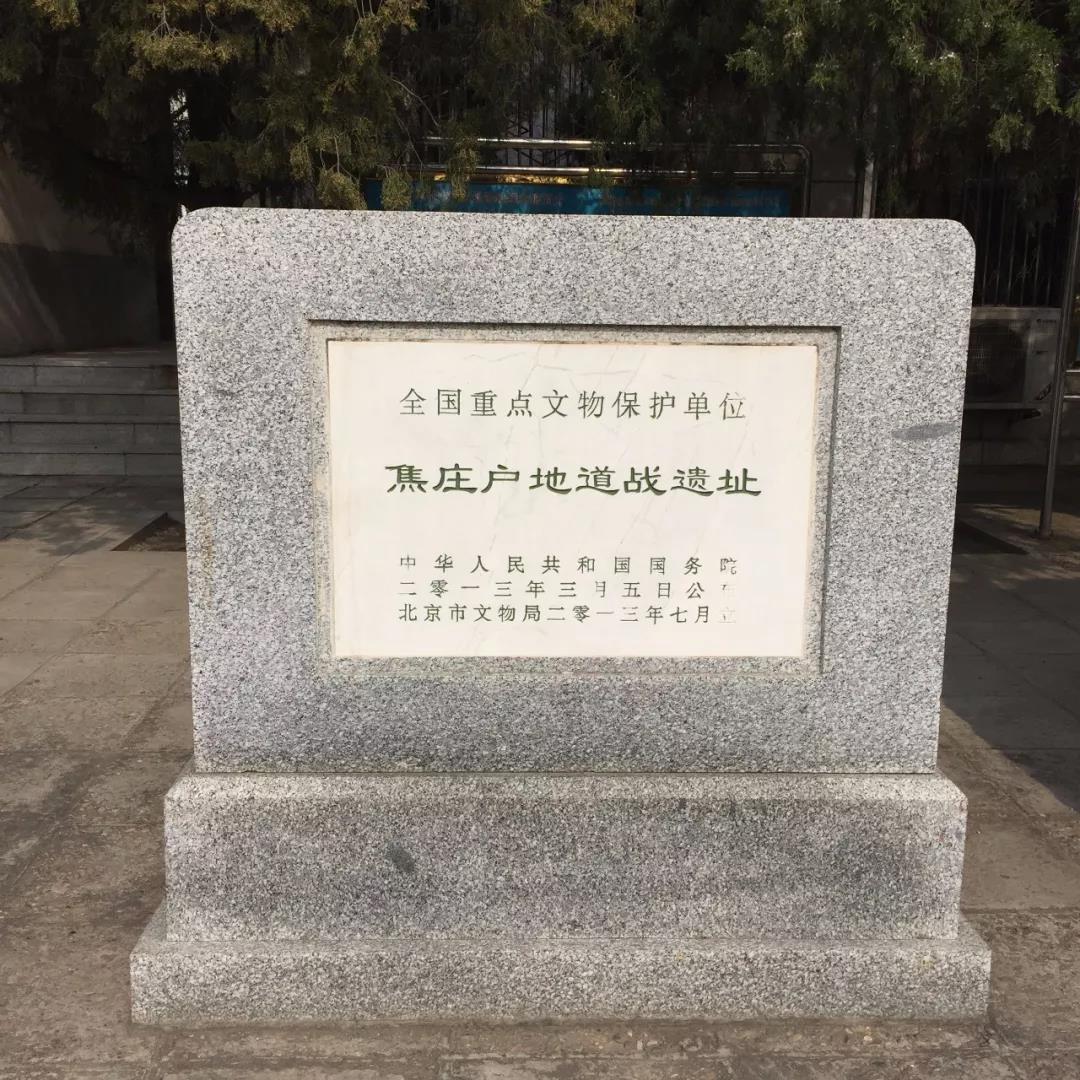 全国重点文物保护单位
焦庄户地道战遗址
中华人民共和国国务院
二零一三年三月五日公布
北京市文物局二零一三年七月立